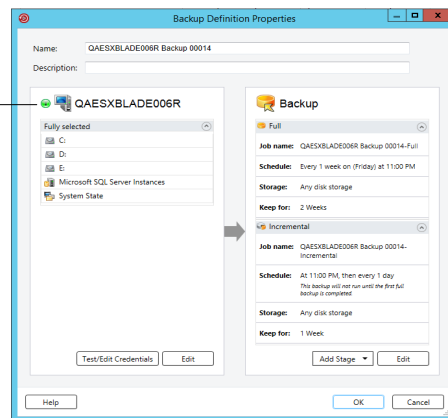 Backup Definition Properties
Name: QAESXBLADE006R Backup 00014
Description:
QAESXBLADE006R
Fully selected
C:
D:
E:
Microsoft SQL Server Instances
System State
Test/Edit Credentials
Edit
Backup
Full
Job name: QAESXBLADE006R Backup 00014-Full
Schedule: Every 1 week on (Friday) at 11:00 PM
Storage: Any disk storage
Keep for: 2 Weeks
Incremental
Job name: QAESXBLADE006R Backup 00014-
Incremental
Schedule: At 11:00 PM, then every 1 day
This backup will not run until the first full
backup is completed.
Storage: Any disk storage
Keep for: 1 Week
Add Stage
Edit
Help
OK
Cancel